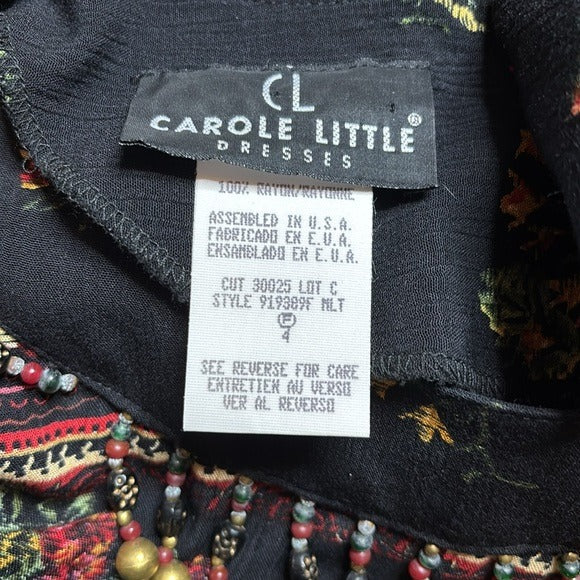 CL
CAROLE LITTLE®
DRESSES
100% RAYON/RAYONNE
ASSEMBLED IN U.S.A.
FABRICADO EN E.U.A.
ENSANBLADO EN E.U.A.
CUT 30025 LOT C
STYLE 919389F MLT
F
4
SEE REVERSE FOR CARE
ENTRETIEN AU VERSO
VER AL REVERSO